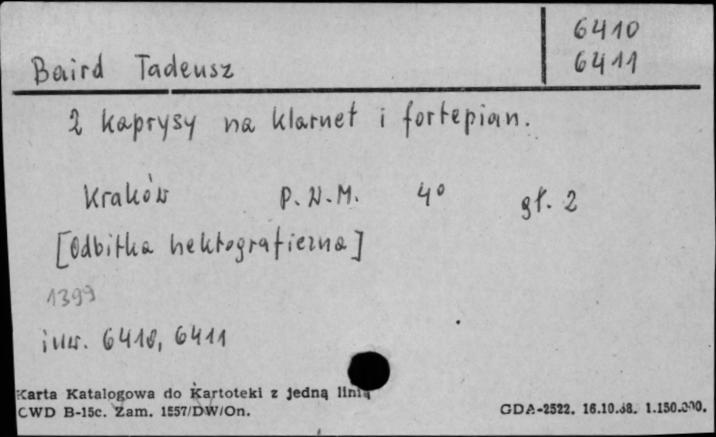 6410
Baird Tadeusz 6411
2 kaprysy na klarnet i fortepian.
Kraków P.W.M. 4° gł. 2
[Odbitka hektograficzna]
1399
inw. 6410, 6411
Karta Katalogowa do Kartoteki z jedną linią
CWD B-15c. Zam. 1557/DW/On. GDA-2522. 16.10.68. 1.150.000.